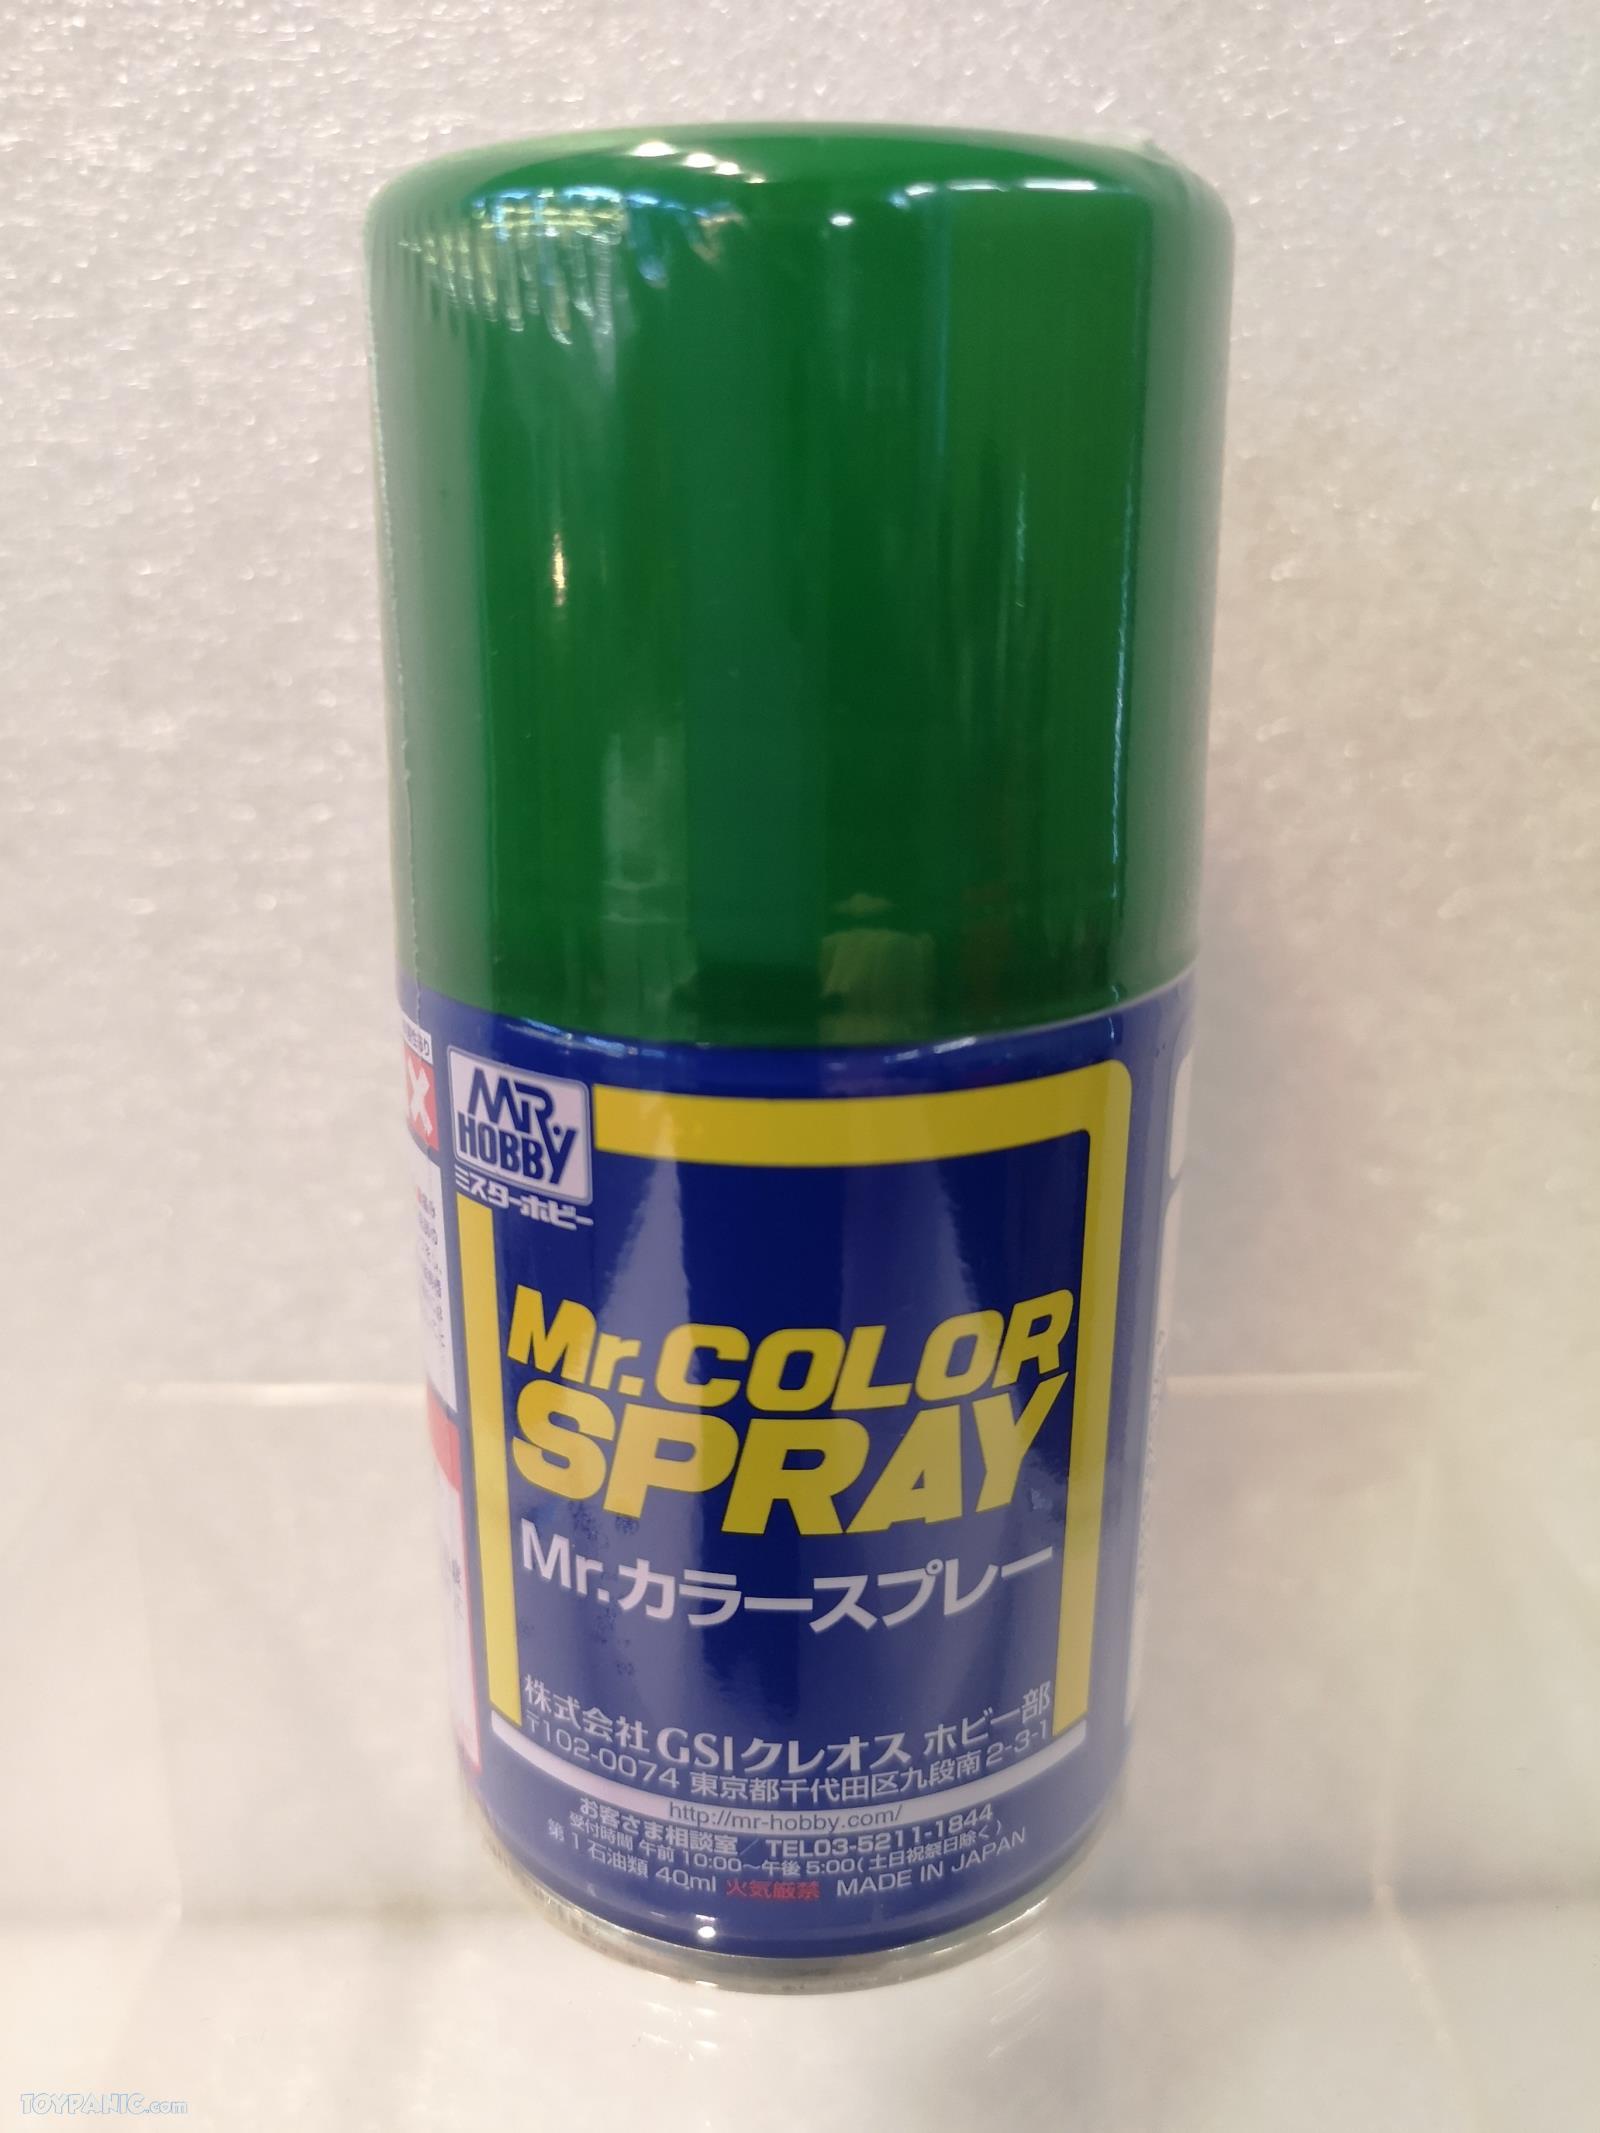 MR.
HOBBY
ミスターホビー
X
Mr.COLOR
SPRAY
Mr.カラースプレー
株式会社 GSIクレオス ホビー部
〒102-0074 東京都千代田区九段南2-3-1
http://mr-hobby.com/
お客さま相談室／TEL03-5211-1844
受付時間 午前10:00～午後5:00(土日祝祭日除く)
第1石油類 40ml 火気厳禁 MADE IN JAPAN
TOYPANIC.com